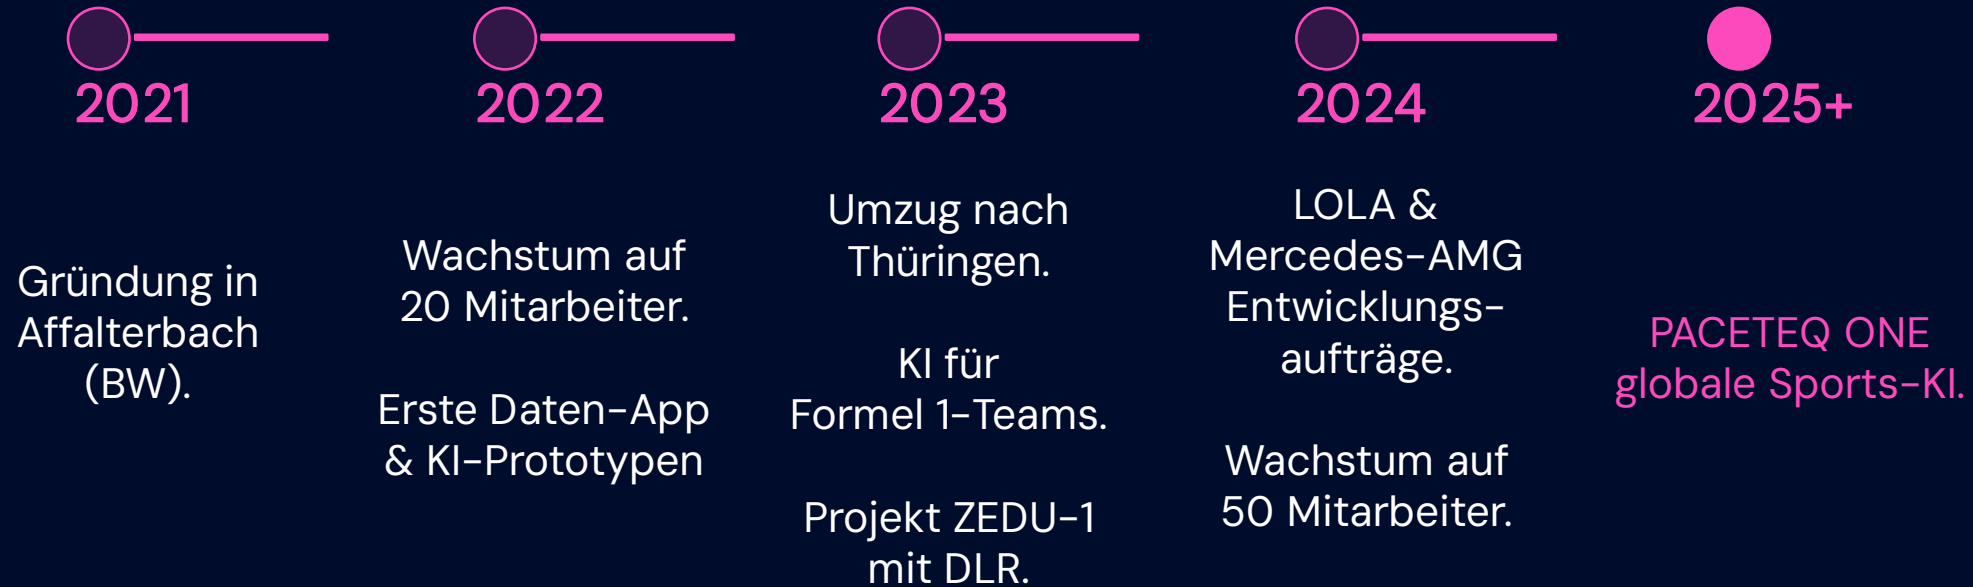 2021
Gründung in
Affalterbach
(BW).
2022
Wachstum auf
20 Mitarbeiter.
Erste Daten-App
& KI-Prototypen
2023
Umzug nach
Thüringen.
KI für
Formel 1-Teams.
Projekt ZEDU-1
mit DLR.
2024
LOLA &
Mercedes-AMG
Entwicklungs-
aufträge.
Wachstum auf
50 Mitarbeiter.
2025+
PACETEQ ONE
globale Sports-KI.